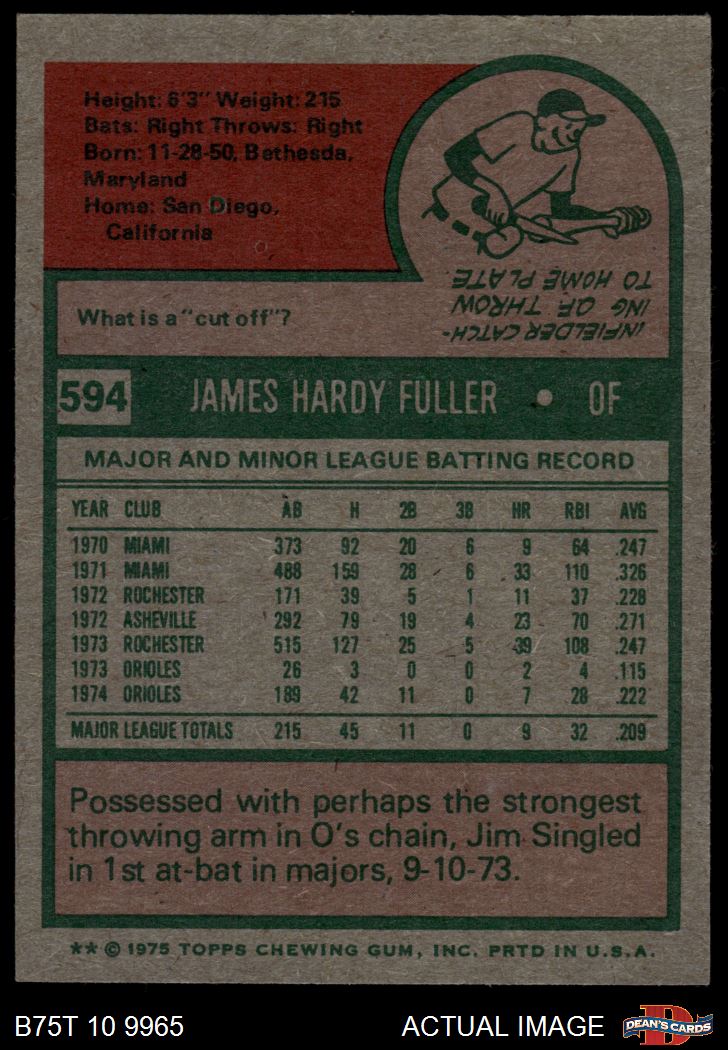 Height: 6'3" Weight: 215
Bats: Right Throws: Right
Born: 11-28-50, Bethesda,
Maryland
Home: San Diego,
California
What is a "cut off"?
INFIELDER CATCH-
ING OF THROW
TO HOME PLATE.
594 JAMES HARDY FULLER • OF
MAJOR AND MINOR LEAGUE BATTING RECORD
YEAR CLUB AB H 2B 3B HR RBI AVG
1970 MIAMI 373 92 20 6 9 64 .247
1971 MIAMI 488 159 28 6 33 110 .326
1972 ROCHESTER 171 39 5 1 11 37 .228
1972 ASHEVILLE 292 79 19 4 23 70 .271
1973 ROCHESTER 515 127 25 5 39 108 .247
1973 ORIOLES 26 3 0 0 2 4 .115
1974 ORIOLES 189 42 11 0 7 28 .222
MAJOR LEAGUE TOTALS 215 45 11 0 9 32 .209
Possessed with perhaps the strongest
throwing arm in O's chain, Jim Singled
in 1st at-bat in majors, 9-10-73.
** © 1975 TOPPS CHEWING GUM, INC. PRTD IN U.S.A.
B75T 10 9965 ACTUAL IMAGE D DEAN'S CARDS